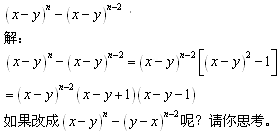 (x-y)ⁿ-(x-y)ⁿ⁻²
解：
(x-y)ⁿ-(x-y)ⁿ⁻²=(x-y)ⁿ⁻²[(x-y)²-1]
=(x-y)ⁿ⁻²(x-y+1)(x-y-1)
如果改成(x-y)ⁿ-(y-x)ⁿ⁻²呢？请你思考。